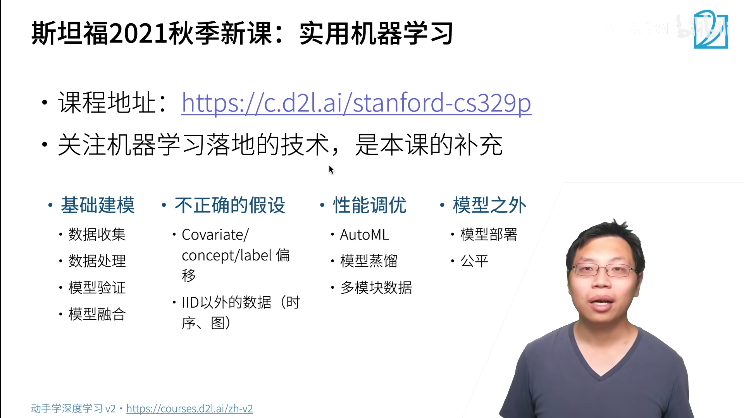 斯坦福2021秋季新课：实用机器学习
• 课程地址：https://c.d2l.ai/stanford-cs329p
• 关注机器学习落地的技术，是本课的补充
• 基础建模
• 数据收集
• 数据处理
• 模型验证
• 模型融合
• 不正确的假设
• Covariate/
concept/label 偏
移
• IID以外的数据（时
序、图）
• 性能调优
• AutoML
• 模型蒸馏
• 多模块数据
• 模型之外
• 模型部署
• 公平
动手学深度学习 v2 • https://courses.d2l.ai/zh-v2